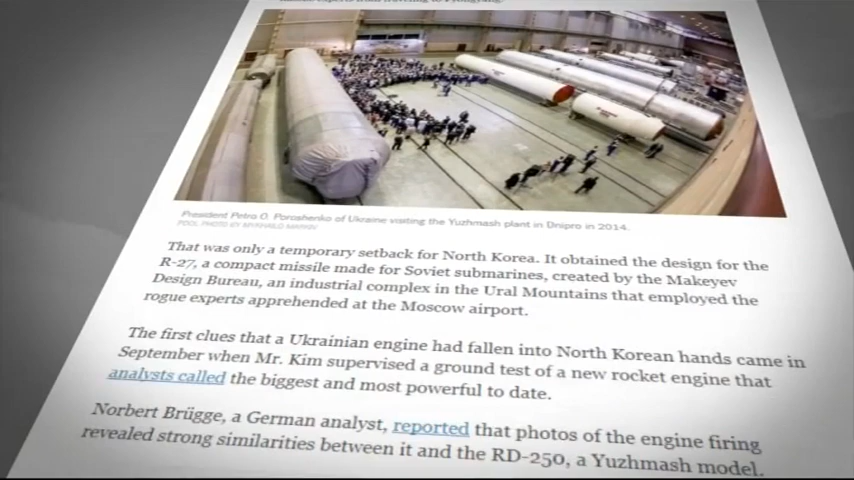 President Petro O. Poroshenko of Ukraine visiting the Yuzhmash plant in Dnipro in 2014.
POOL PHOTO BY MYKHAILO MARKIV
That was only a temporary setback for North Korea. It obtained the design for the
R-27, a compact missile made for Soviet submarines, created by the Makeyev
Design Bureau, an industrial complex in the Ural Mountains that employed the
rogue experts apprehended at the Moscow airport.
The first clues that a Ukrainian engine had fallen into North Korean hands came in
September when Mr. Kim supervised a ground test of a new rocket engine that
analysts called the biggest and most powerful to date.
Norbert Brügge, a German analyst, reported that photos of the engine firing
revealed strong similarities between it and the RD-250, a Yuzhmash model.